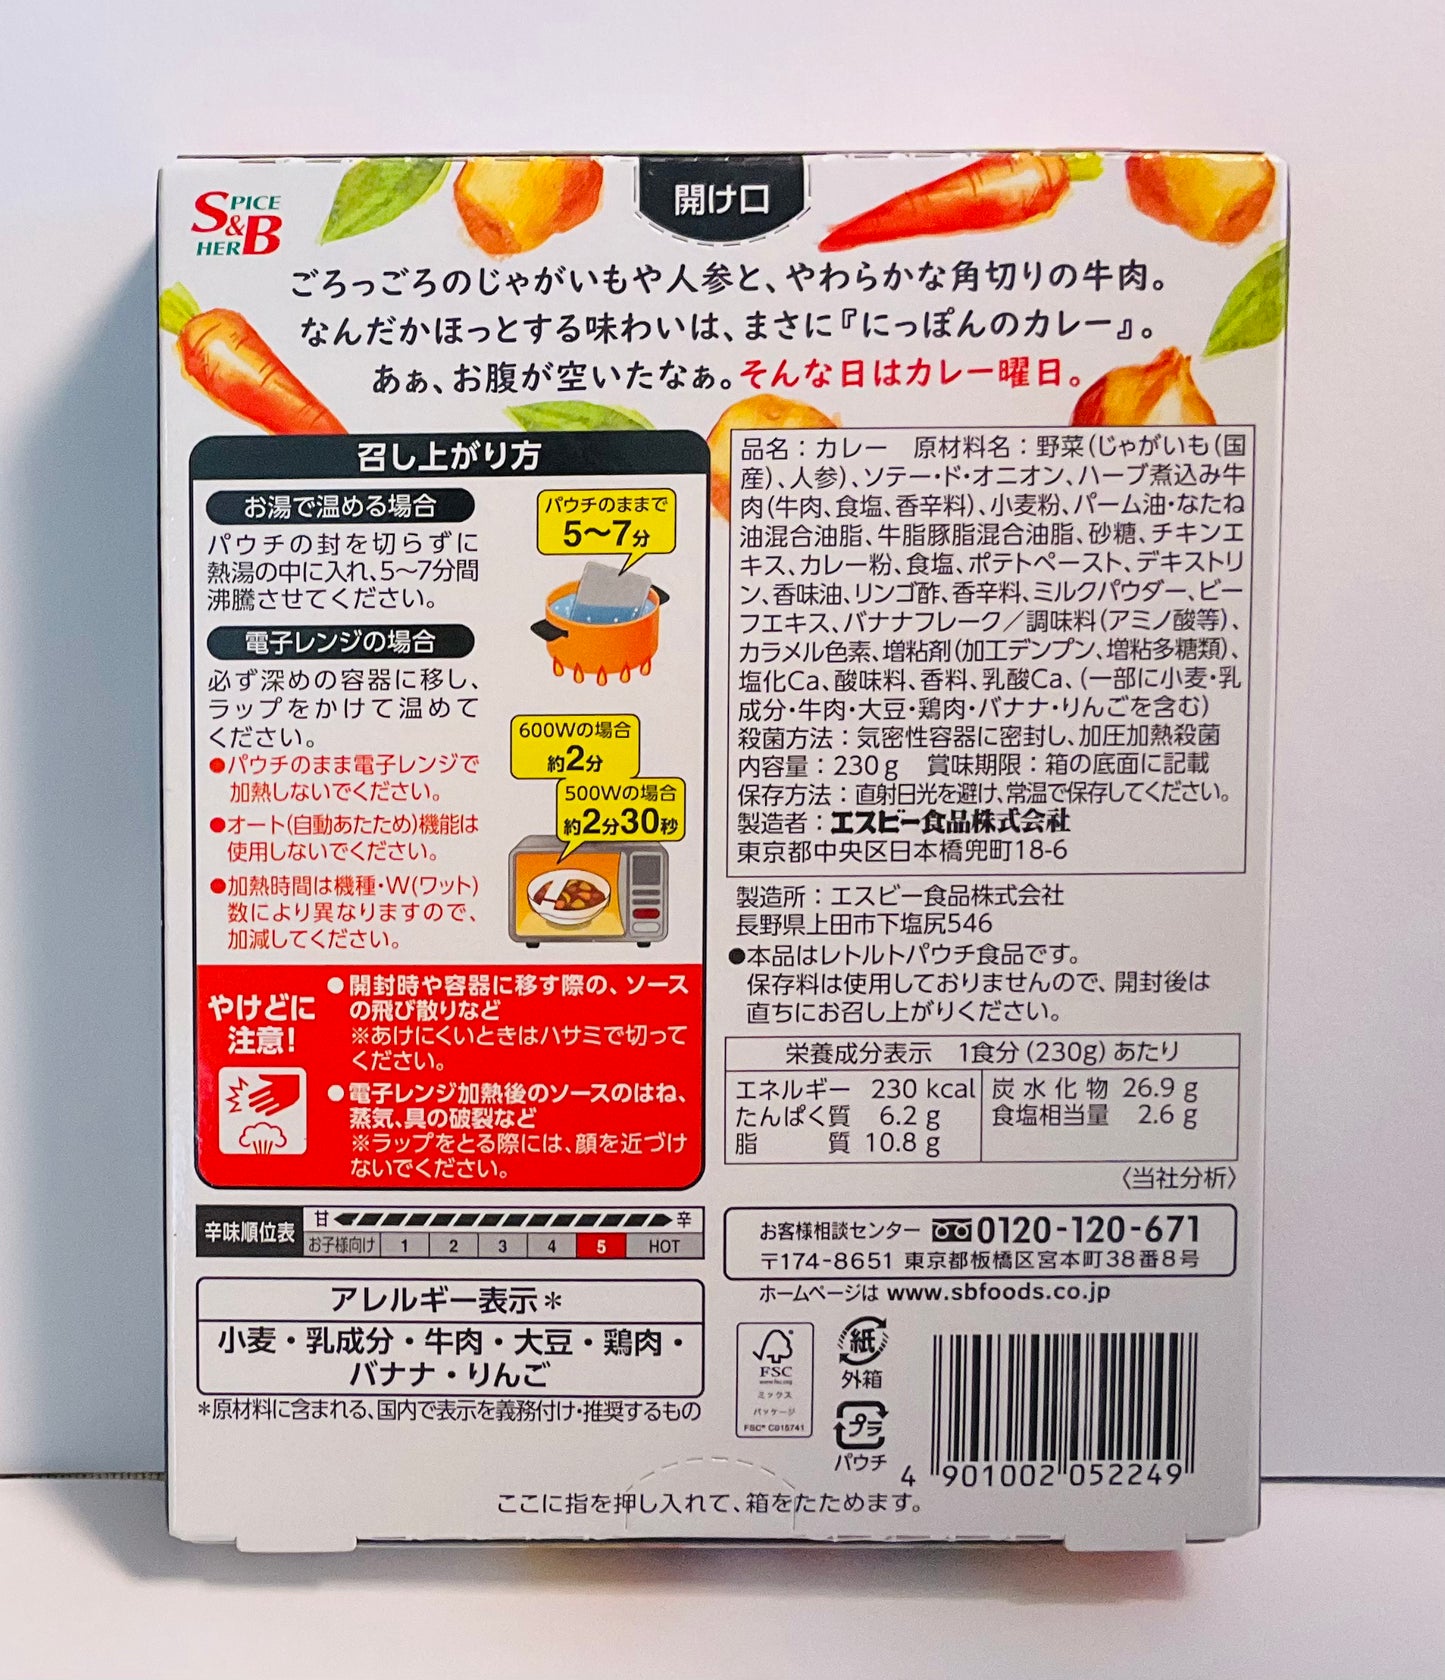 SPICE
&
HERB
開け口
ごろっごろのじゃがいもや人参と、やわらかな角切りの牛肉。
なんだかほっとする味わいは、まさに『にっぽんのカレー』。
あぁ、お腹が空いたなぁ。そんな日はカレー曜日。
召し上がり方
お湯で温める場合
パウチの封を切らずに
熱湯の中に入れ、5〜7分間
沸騰させてください。
パウチのままで
5〜7分
電子レンジの場合
必ず深めの容器に移し、
ラップをかけて温めて
ください。
●パウチのまま電子レンジで
加熱しないでください。
●オート(自動あたため)機能は
使用しないでください。
●加熱時間は機種・W(ワット)
数により異なりますので、
加減してください。
600Wの場合
約2分
500Wの場合
約2分30秒
やけどに
注意!
●開封時や容器に移す際の、ソース
の飛び散りなど
※あけにくいときはハサミで切って
ください。
●電子レンジ加熱後のソースのはね、
蒸気、具の破裂など
※ラップをとる際には、顔を近づけ
ないでください。
辛味順位表
甘 辛
お子様向け 1 2 3 4 5 HOT
アレルギー表示＊
小麦・乳成分・牛肉・大豆・鶏肉・
バナナ・りんご
＊原材料に含まれる、国内で表示を義務付け・推奨するもの
品名：カレー 原材料名：野菜(じゃがいも(国
産)、人参)、ソテー・ド・オニオン、ハーブ煮込み牛
肉(牛肉、食塩、香辛料)、小麦粉、パーム油・なたね
油混合油脂、牛脂豚脂混合油脂、砂糖、チキンエ
キス、カレー粉、食塩、ポテトペースト、デキストリ
ン、香味油、リンゴ酢、香辛料、ミルクパウダー、ビー
フエキス、バナナフレーク／調味料(アミノ酸等)、
カラメル色素、増粘剤(加工デンプン、増粘多糖類)、
塩化Ca、酸味料、香料、乳酸Ca、(一部に小麦・乳
成分・牛肉・大豆・鶏肉・バナナ・りんごを含む)
殺菌方法：気密性容器に密封し、加圧加熱殺菌
内容量：230g 賞味期限：箱の底面に記載
保存方法：直射日光を避け、常温で保存してください。
製造者：エスビー食品株式会社
東京都中央区日本橋兜町18-6
製造所：エスビー食品株式会社
長野県上田市下塩尻546
●本品はレトルトパウチ食品です。
保存料は使用しておりませんので、開封後は
直ちにお召し上がりください。
栄養成分表示 1食分(230g)あたり
エネルギー 230 kcal 炭水化物 26.9 g
たんぱく質 6.2 g 食塩相当量 2.6 g
脂質 10.8 g
〈当社分析〉
お客様相談センター 0120-120-671
〒174-8651 東京都板橋区宮本町38番8号
ホームページは www.sbfoods.co.jp
FSC
www.fsc.org
ミックス
パッケージ
FSC® C015741
紙
外箱
プラ
パウチ
4 901002 052249
ここに指を押し入れて、箱をたためます。